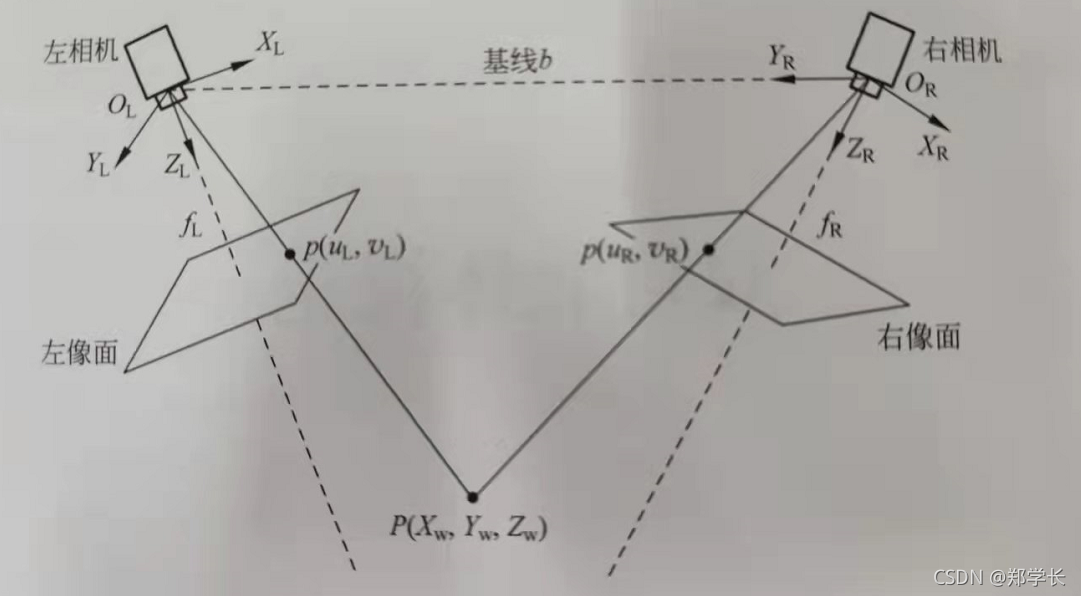 左相机
X_L
基线b
Y_R
右相机
O_L
O_R
Y_L
Z_L
Z_R
X_R
f_L
p(u_L, v_L)
p(u_R, v_R)
f_R
左像面
右像面
P(X_w, Y_w, Z_w)
CSDN @郑学长